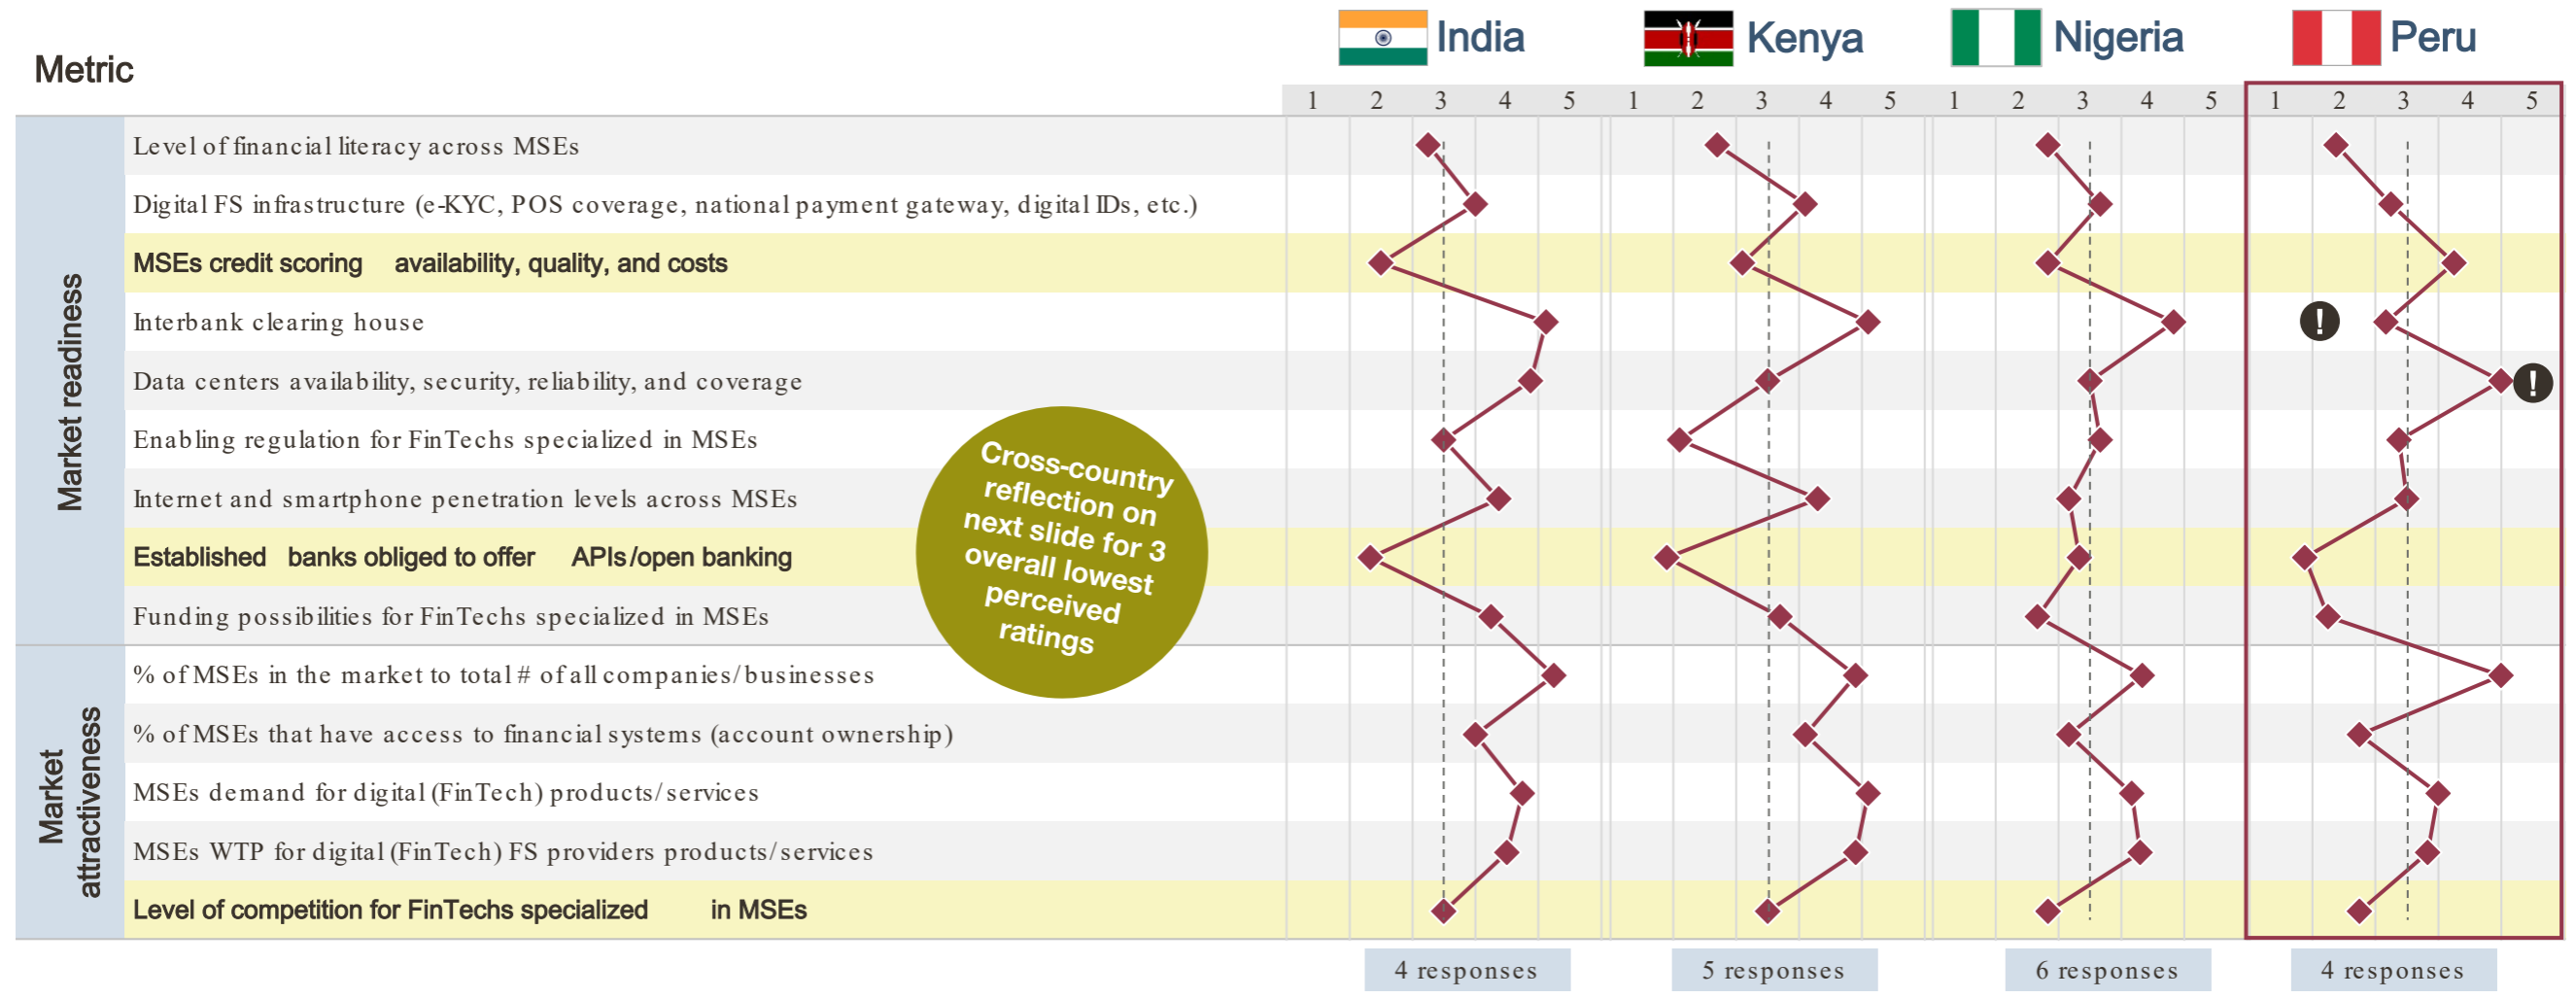 India Kenya Nigeria Peru
Metric
1 2 3 4 5 1 2 3 4 5 1 2 3 4 5 1 2 3 4 5
Market readiness
Level of financial literacy across MSEs
Digital FS infrastructure (e-KYC, POS coverage, national payment gateway, digital IDs, etc.)
MSEs credit scoring availability, quality, and costs
Interbank clearing house
!
Data centers availability, security, reliability, and coverage
!
Enabling regulation for FinTechs specialized in MSEs
Internet and smartphone penetration levels across MSEs
Established banks obliged to offer APIs/open banking
Funding possibilities for FinTechs specialized in MSEs
Cross-country
reflection on
next slide for 3
overall lowest
perceived
ratings
Market
attractiveness
% of MSEs in the market to total # of all companies/businesses
% of MSEs that have access to financial systems (account ownership)
MSEs demand for digital (FinTech) products/services
MSEs WTP for digital (FinTech) FS providers products/services
Level of competition for FinTechs specialized in MSEs
4 responses 5 responses 6 responses 4 responses